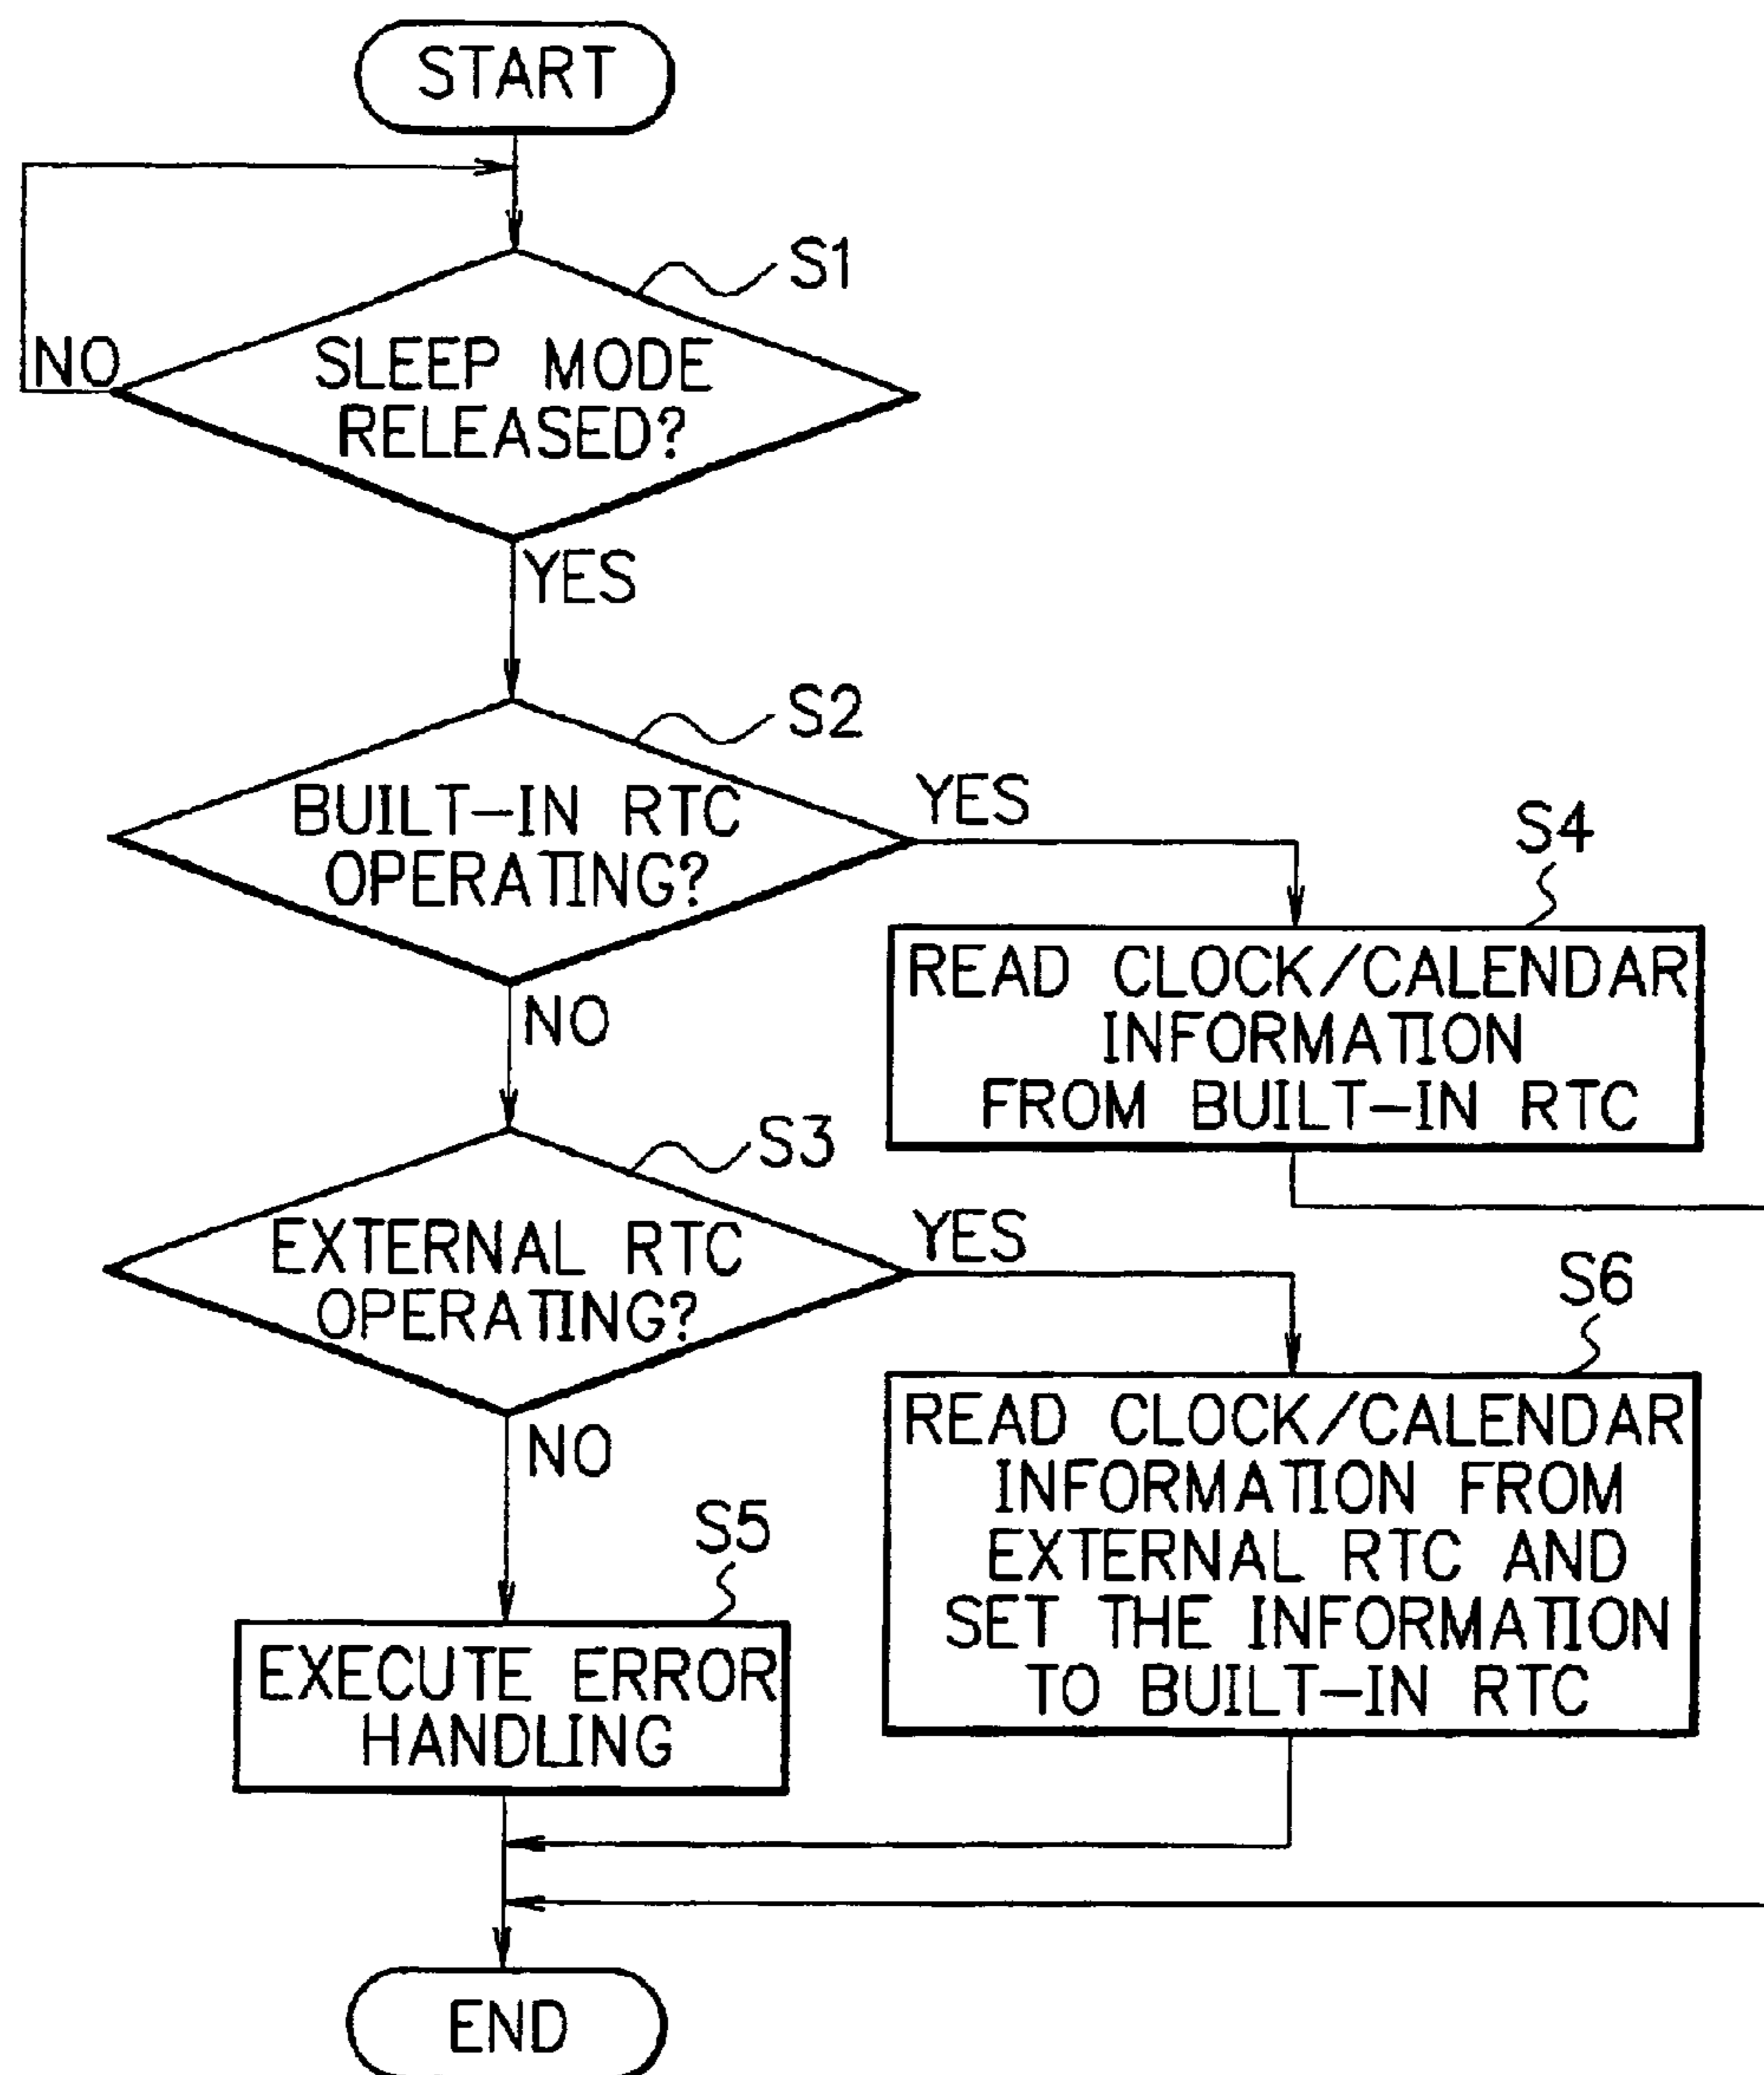 START
S1
NO
SLEEP MODE
RELEASED?
YES
S2
BUILT-IN RTC
OPERATING?
YES
S4
READ CLOCK/CALENDAR
INFORMATION
FROM BUILT-IN RTC
NO
S3
EXTERNAL RTC
OPERATING?
YES
S6
READ CLOCK/CALENDAR
INFORMATION FROM
EXTERNAL RTC AND
SET THE INFORMATION
TO BUILT-IN RTC
NO
S5
EXECUTE ERROR
HANDLING
END